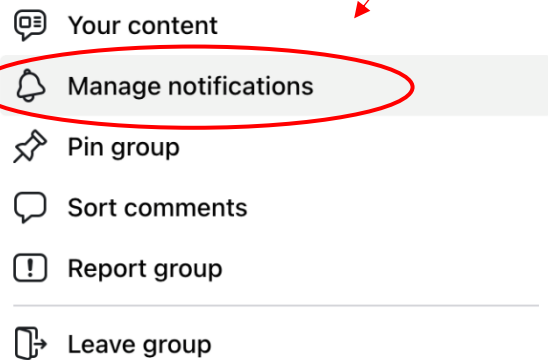 Your content
Manage notifications
Pin group
Sort comments
Report group
Leave group